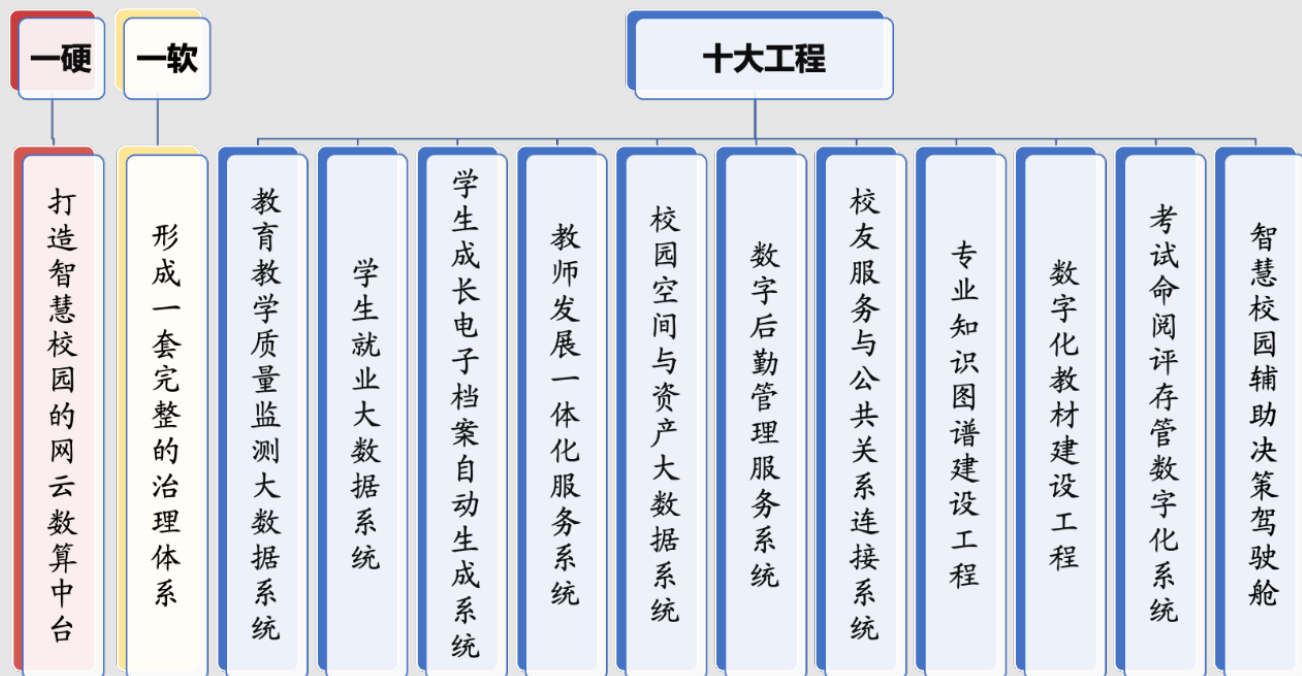 一硬
一软
十大工程
打造智慧校园的网云数算中台
形成一套完整的治理体系
教育教学质量监测大数据系统
学生就业大数据系统
学生成长电子档案自动生成系统
教师发展一体化服务系统
校园空间与资产大数据系统
数字后勤管理服务系统
校友服务与公共关系连接系统
专业知识图谱建设工程
数字化教材建设工程
考试命阅评存管数字化系统
智慧校园辅助决策驾驶舱